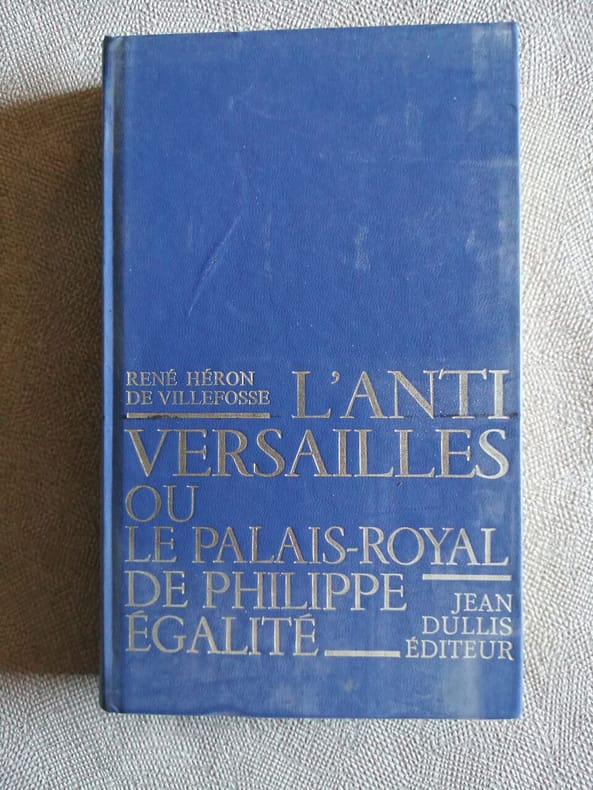 RENÉ HÉRON
DE VILLEFOSSE
L'ANTI
VERSAILLES
OU
LE PALAIS-ROYAL
DE PHILIPPE
ÉGALITÉ
JEAN
DULLIS
ÉDITEUR